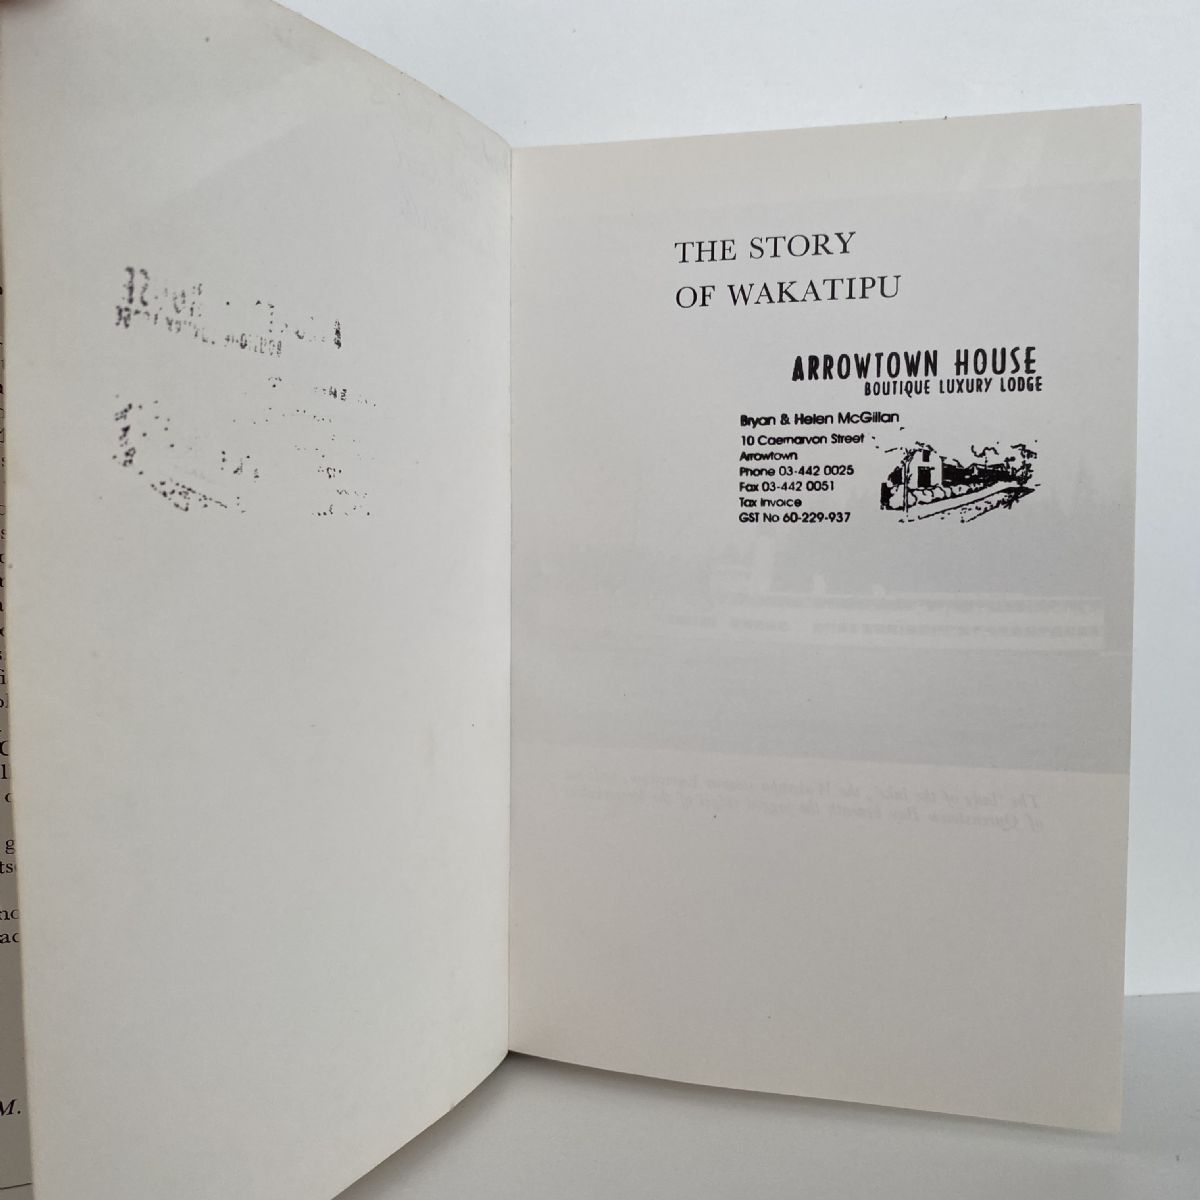 THE STORY
OF WAKATIPU
ARROWTOWN HOUSE
BOUTIQUE LUXURY LODGE
Bryan & Helen McGillan
10 Caernarvon Street
Arrowtown
Phone 03-442 0025
Fax 03-442 0051
Tax Invoice
GST No 60-229-937
M.